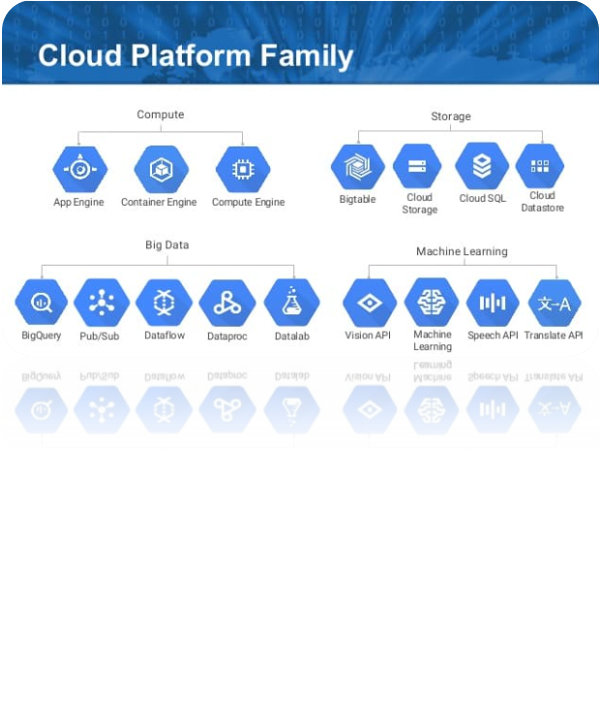 Cloud Platform Family
Compute
Storage
App Engine
Container Engine
Compute Engine
Bigtable
Cloud
Storage
Cloud SQL
Cloud
Datastore
Big Data
Machine Learning
BigQuery
Pub/Sub
Dataflow
Dataproc
Datalab
Vision API
Machine
Learning
Speech API
Translate API
文→A